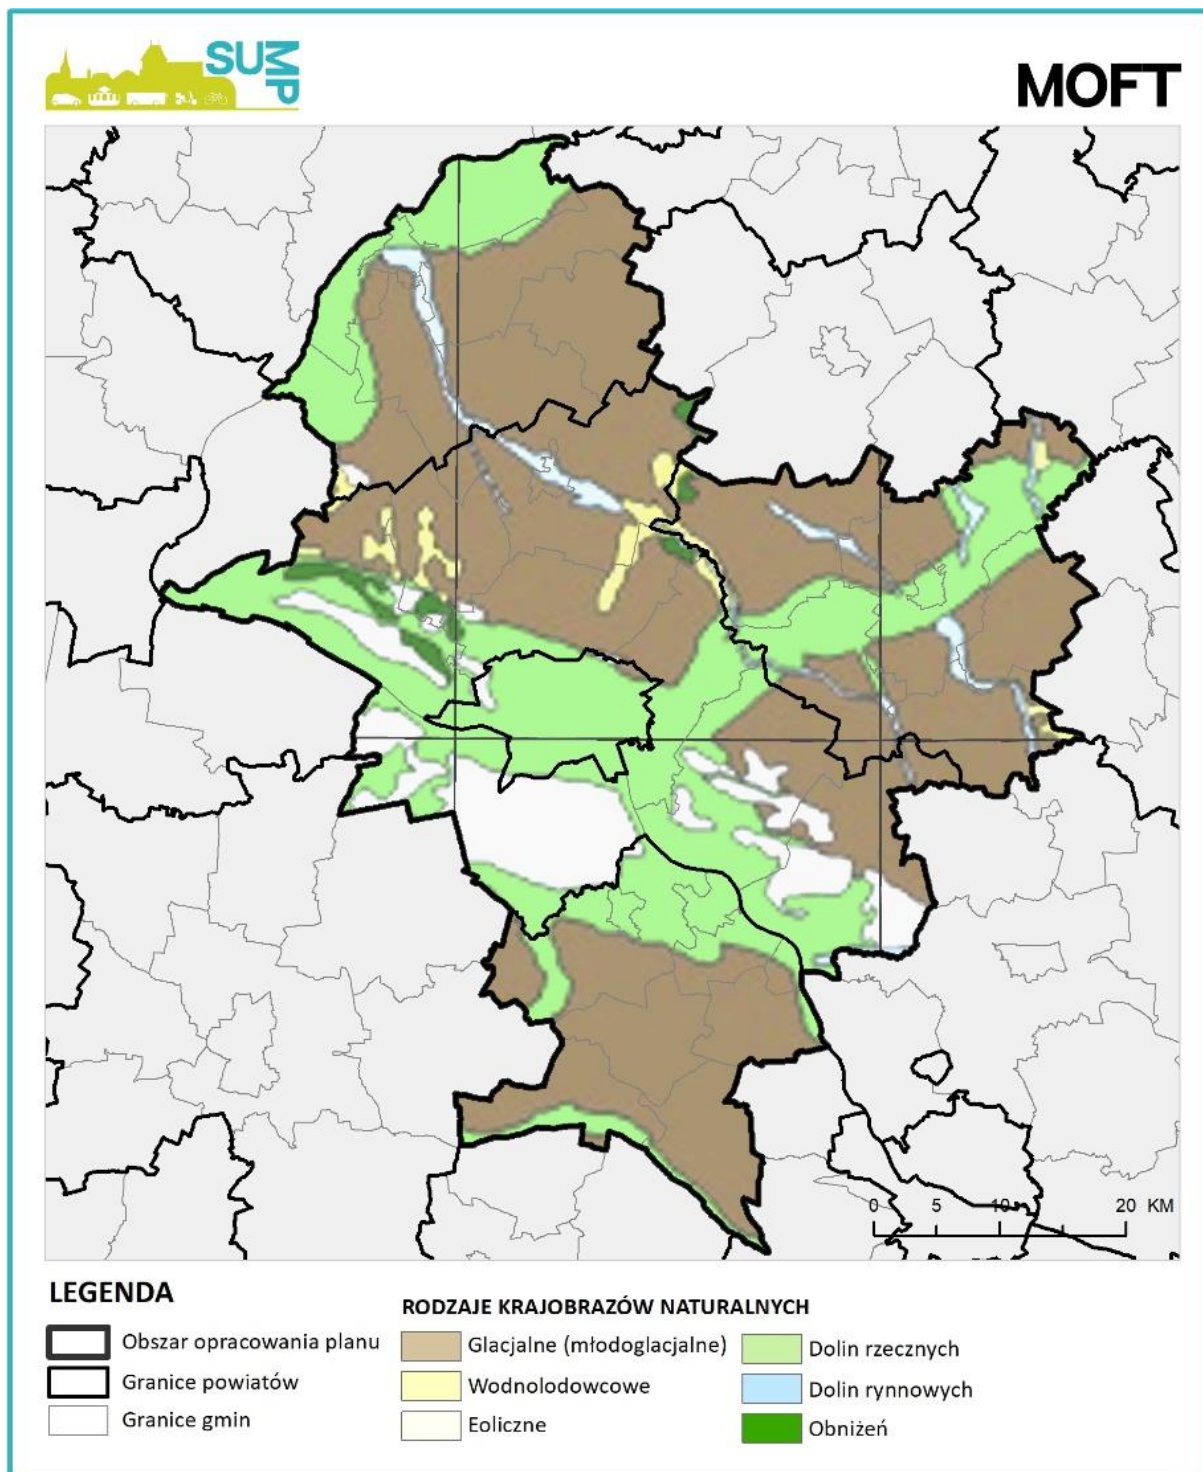 SUMP
MOFT
0 5 10 20 KM
LEGENDA
Obszar opracowania planu
Granice powiatów
Granice gmin
RODZAJE KRAJOBRAZÓW NATURALNYCH
Glacjalne (młodoglacjalne)
Wodnolodowcowe
Eoliczne
Dolin rzecznych
Dolin rynnowych
Obniżeń